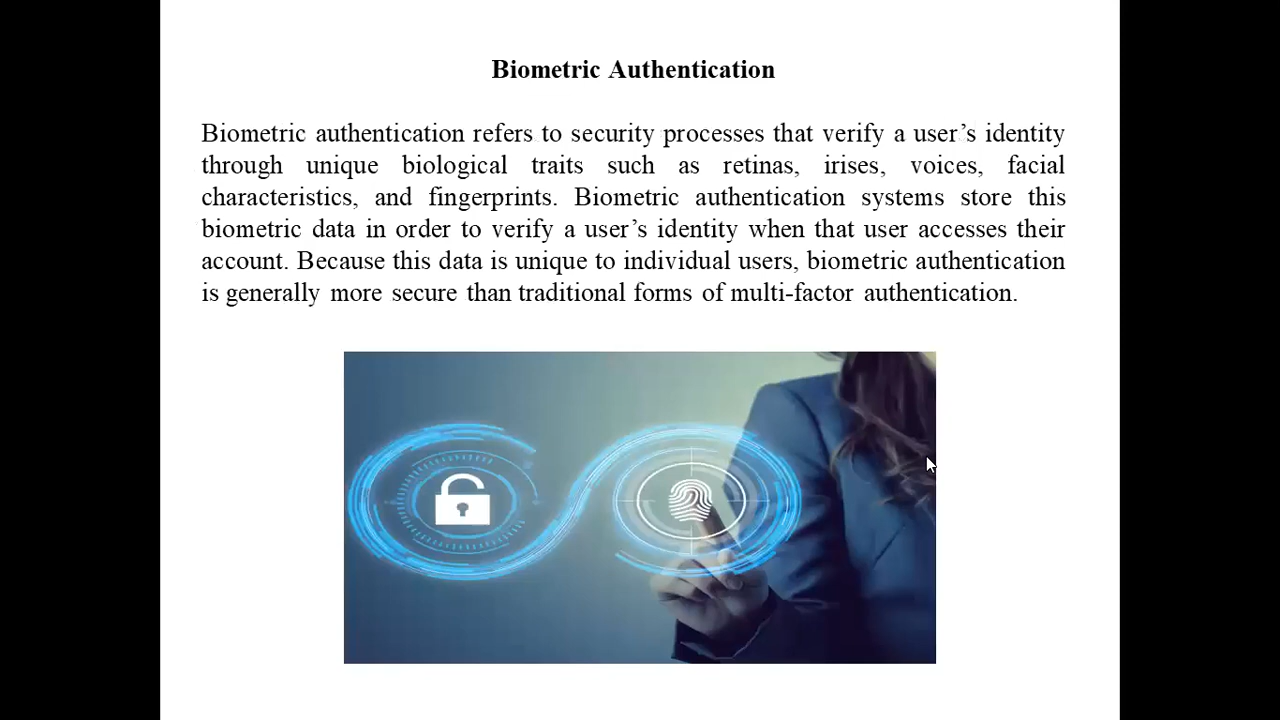 Biometric Authentication
Biometric authentication refers to security processes that verify a user’s identity
through unique biological traits such as retinas, irises, voices, facial
characteristics, and fingerprints. Biometric authentication systems store this
biometric data in order to verify a user’s identity when that user accesses their
account. Because this data is unique to individual users, biometric authentication
is generally more secure than traditional forms of multi-factor authentication.